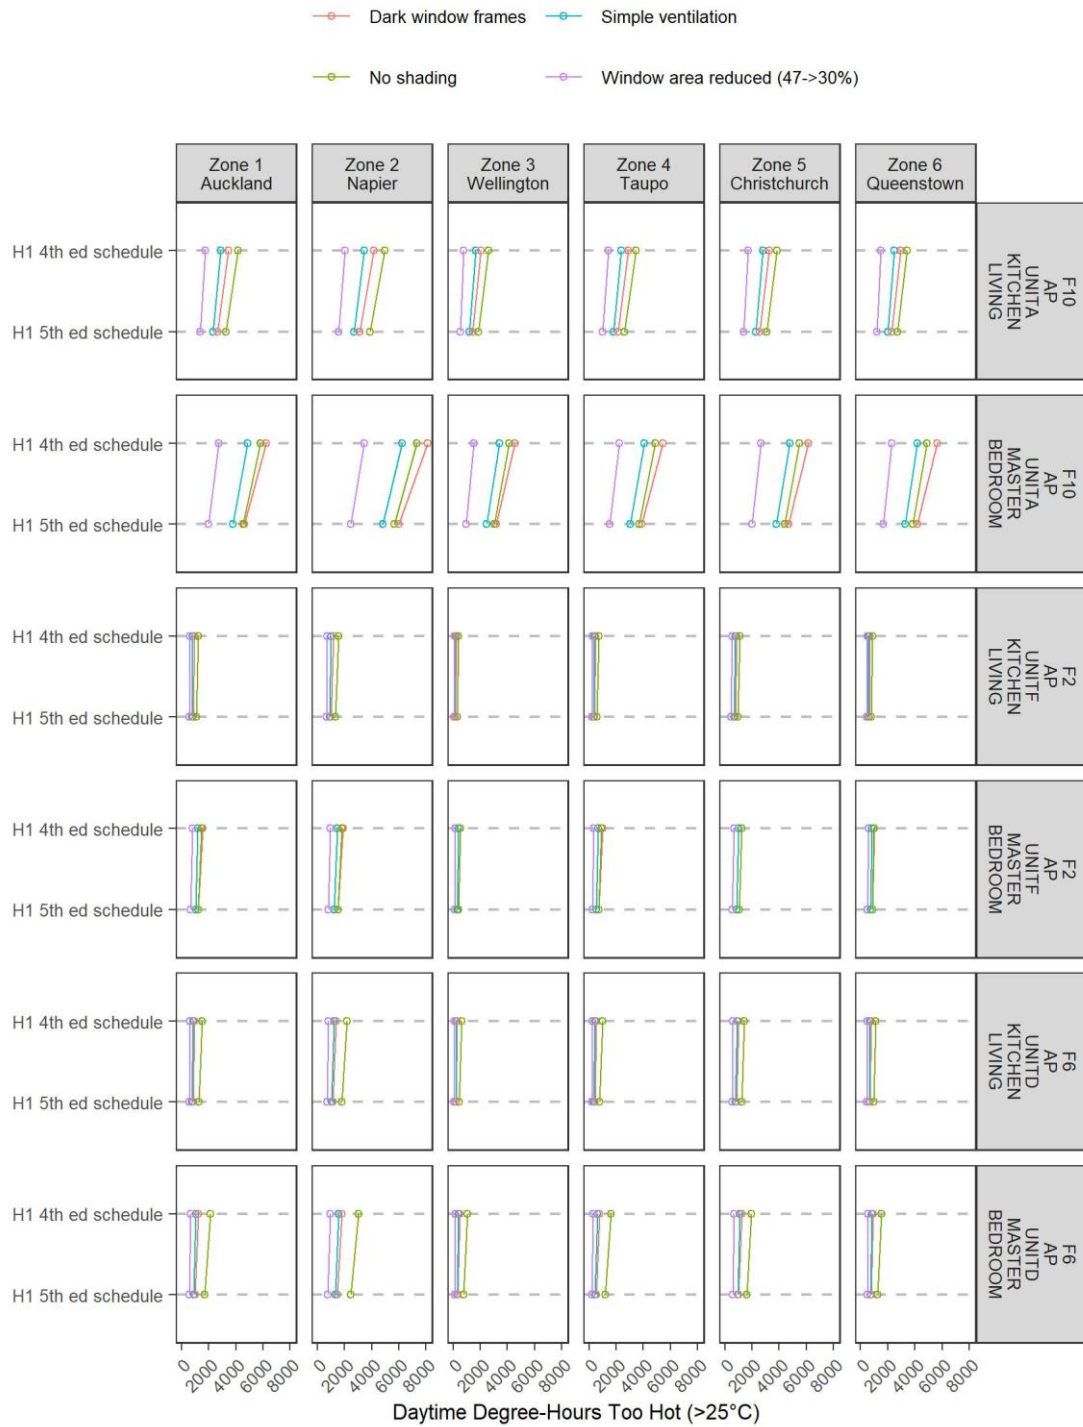 Dark window frames
Simple ventilation
No shading
Window area reduced (47->30%)
Zone 1
Auckland
Zone 2
Napier
Zone 3
Wellington
Zone 4
Taupo
Zone 5
Christchurch
Zone 6
Queenstown
H1 4th ed schedule
H1 5th ed schedule
F10
AP
UNITA
KITCHEN
LIVING
H1 4th ed schedule
H1 5th ed schedule
F10
AP
UNITA
MASTER
BEDROOM
H1 4th ed schedule
H1 5th ed schedule
F2
AP
UNITF
KITCHEN
LIVING
H1 4th ed schedule
H1 5th ed schedule
F2
AP
UNITF
MASTER
BEDROOM
H1 4th ed schedule
H1 5th ed schedule
F6
AP
UNITD
KITCHEN
LIVING
H1 4th ed schedule
H1 5th ed schedule
F6
AP
UNITD
MASTER
BEDROOM
0 2000 4000 6000 8000
0 2000 4000 6000 8000
0 2000 4000 6000 8000
0 2000 4000 6000 8000
0 2000 4000 6000 8000
0 2000 4000 6000 8000
Daytime Degree-Hours Too Hot (>25°C)